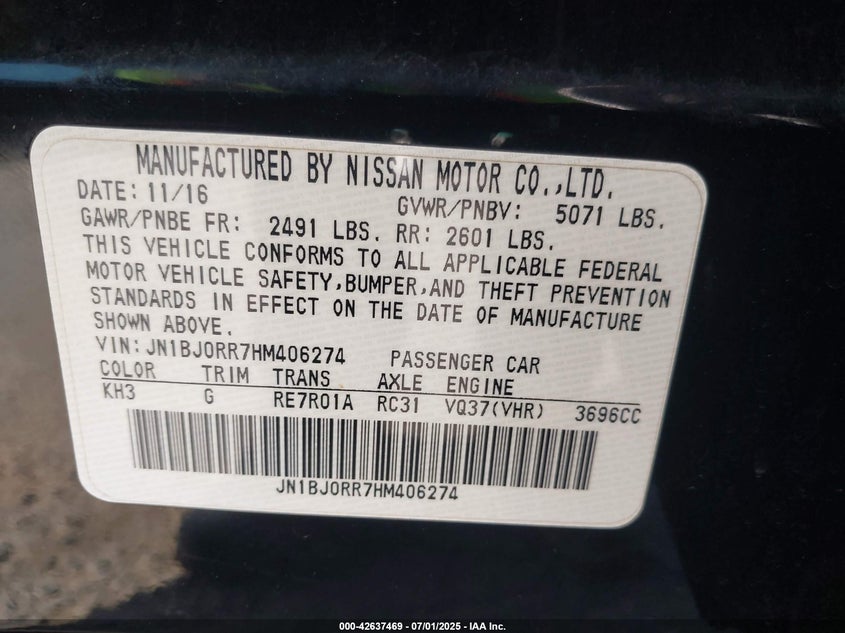 MANUFACTURED BY NISSAN MOTOR CO.,LTD.
DATE: 11/16 GVWR/PNBV: 5071 LBS.
GAWR/PNBE FR: 2491 LBS. RR: 2601 LBS.
THIS VEHICLE CONFORMS TO ALL APPLICABLE FEDERAL
MOTOR VEHICLE SAFETY,BUMPER,AND THEFT PREVENTION
STANDARDS IN EFFECT ON THE DATE OF MANUFACTURE
SHOWN ABOVE.
VIN: JN1BJ0RR7HM406274 PASSENGER CAR
COLOR TRIM TRANS AXLE ENGINE
KH3 G RE7R01A RC31 VQ37(VHR) 3696CC
JN1BJ0RR7HM406274
000-42637469 - 07/01/2025 - IAA Inc.